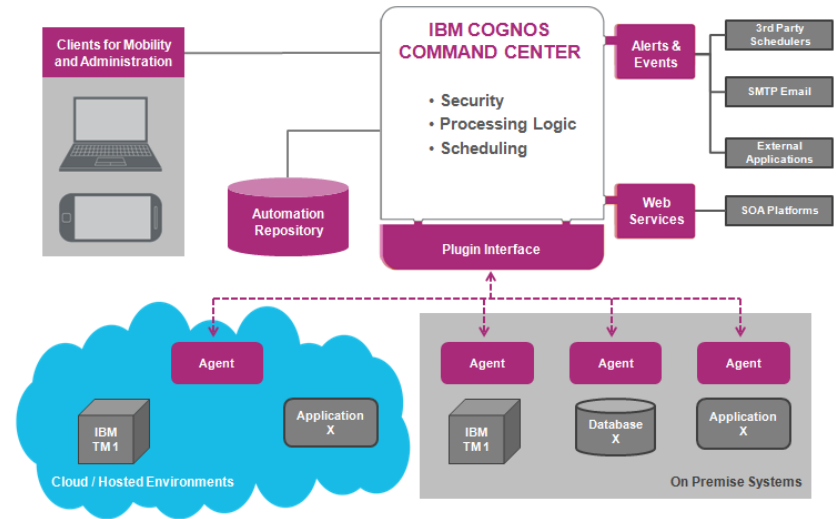 Clients for Mobility
and Administration
IBM COGNOS
COMMAND CENTER
• Security
• Processing Logic
• Scheduling
Automation
Repository
Plugin Interface
Alerts &
Events
3rd Party
Schedulers
SMTP Email
External
Applications
Web
Services
SOA Platforms
Agent
IBM
TM1
Application
X
Cloud / Hosted Environments
Agent
Agent
Agent
IBM
TM1
Database
X
Application
X
On Premise Systems